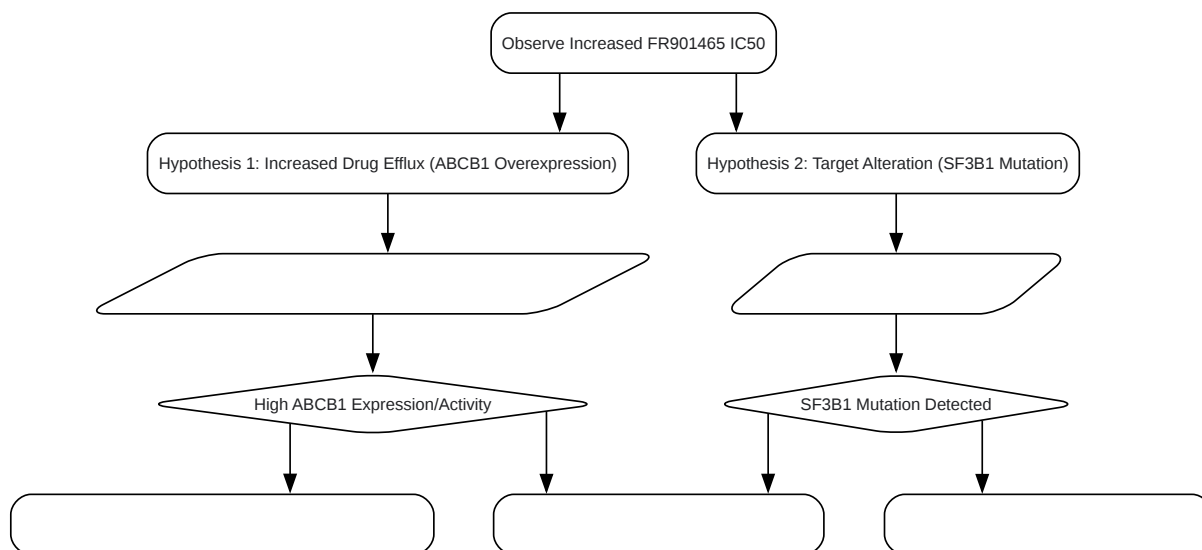 Observe Increased FR901465 IC50
Hypothesis 1: Increased Drug Efflux (ABCB1 Overexpression)
Hypothesis 2: Target Alteration (SF3B1 Mutation)
High ABCB1 Expression/Activity
SF3B1 Mutation Detected